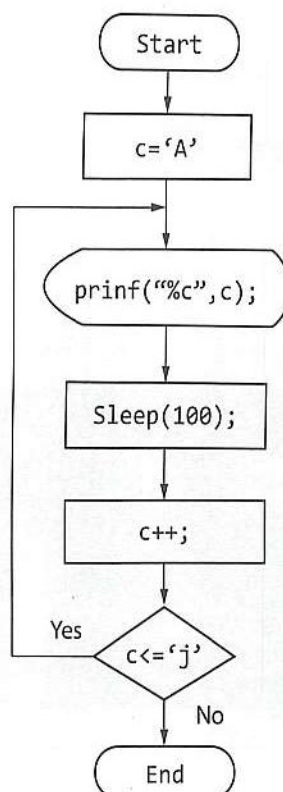 Start
c=‘A’
prinf(“%c”,c);
Sleep(100);
c++;
Yes
c<=‘j’
No
End